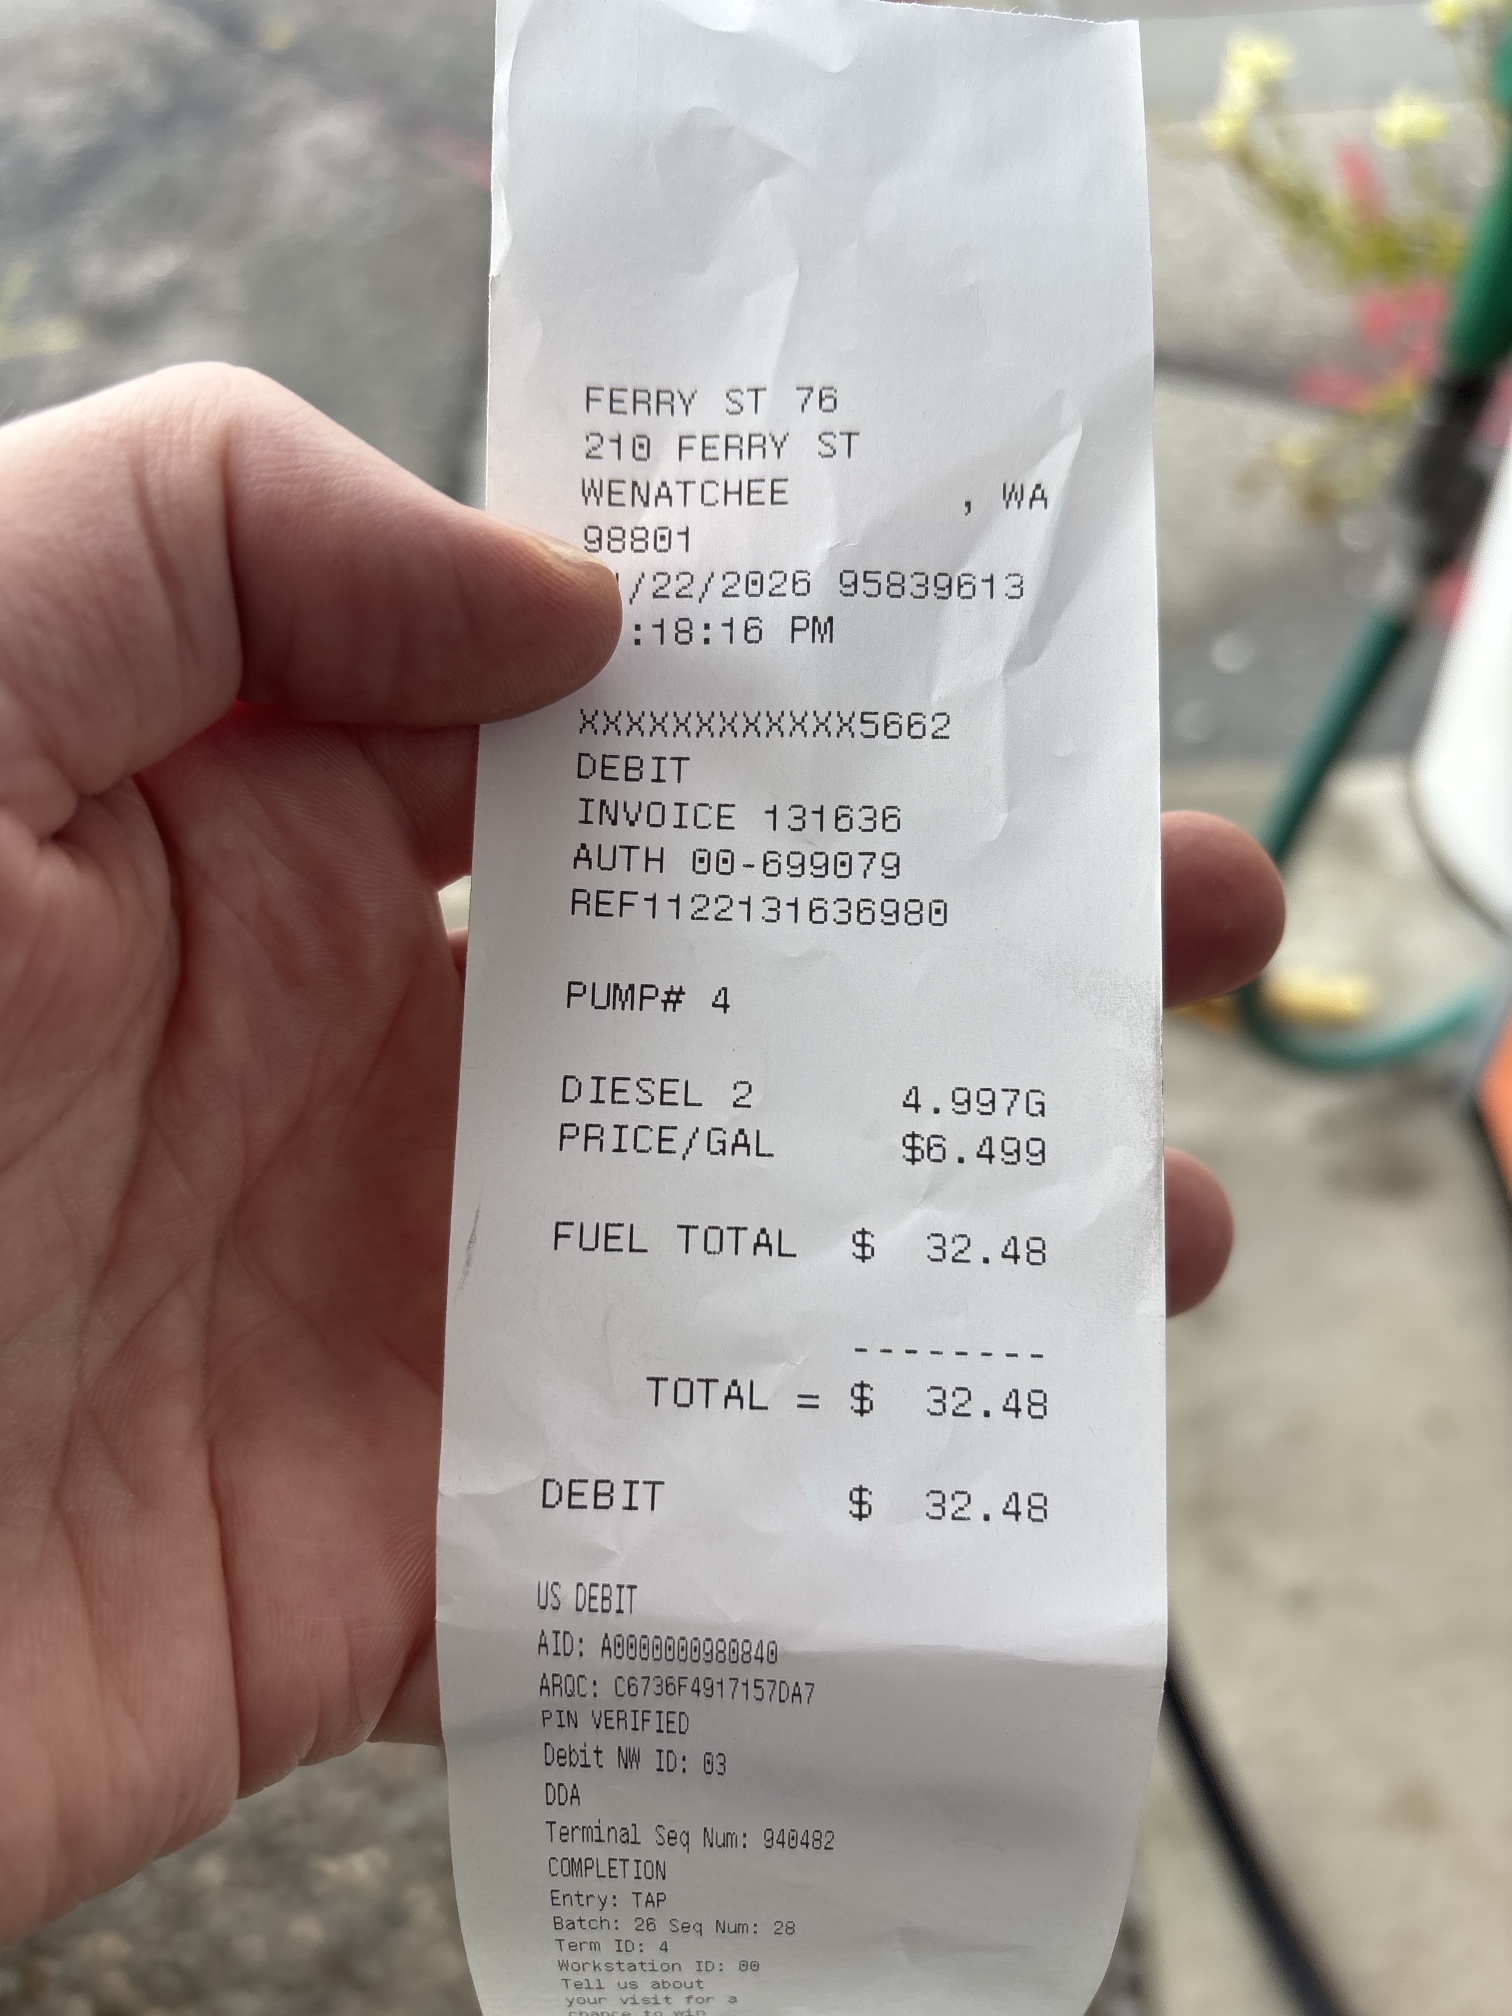 FERRY ST 76
210 FERRY ST
WENATCHEE , WA
98801
/22/2026 95839613
:18:16 PM
XXXXXXXXXXXX5662
DEBIT
INVOICE 131636
AUTH 00-699079
REF1122131636980
PUMP# 4
DIESEL 2 4.997G
PRICE/GAL $6.499
FUEL TOTAL $ 32.48
--------
TOTAL = $ 32.48
DEBIT $ 32.48
US DEBIT
AID: A0000000980840
ARQC: C6736F4917157DA7
PIN VERIFIED
Debit NW ID: 03
DDA
Terminal Seq Num: 940482
COMPLETION
Entry: TAP
Batch: 26 Seq Num: 28
Term ID: 4
Workstation ID: 00
Tell us about
your visit for a
chance to win